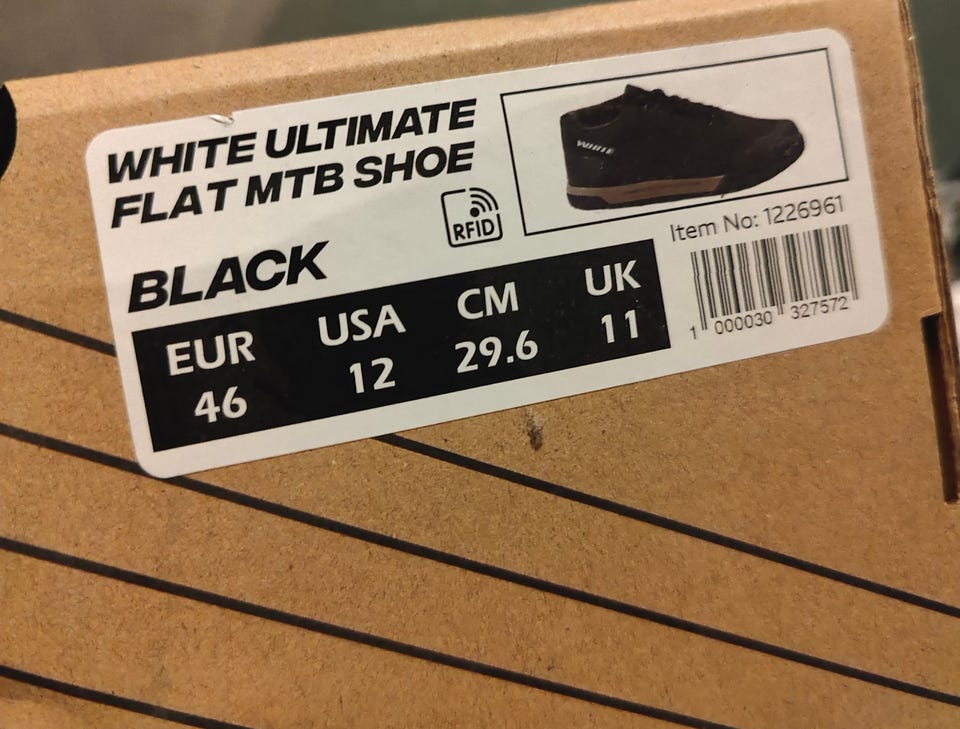 WHITE ULTIMATE
FLAT MTB SHOE
RFID
BLACK
WHITE
Item No: 1226961
EUR USA CM UK
46 12 29.6 11
1 000030 327572